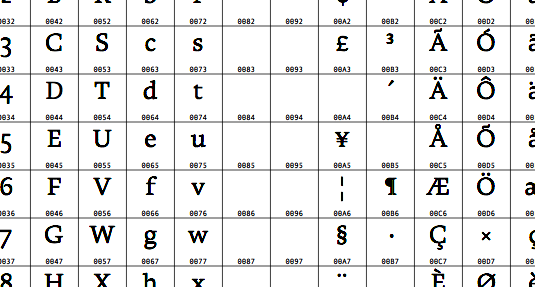 0032 0042 0052 0062 0072 0082 0092 00A2 00B2 00C2 00D2
3 C S c s £ ³ Ã Ó
0033 0043 0053 0063 0073 0083 0093 00A3 00B3 00C3 00D3
4 D T d t ´ Ä Ô
0034 0044 0054 0064 0074 0084 0094 00A4 00B4 00C4 00D4
5 E U e u ¥ Å Õ
0035 0045 0055 0065 0075 0085 0095 00A5 00B5 00C5 00D5
6 F V f v ¦ ¶ Æ Ö
0036 0046 0056 0066 0076 0086 0096 00A6 00B6 00C6 00D6
7 G W g w § · Ç ×
0037 0047 0057 0067 0077 0087 0097 00A7 00B7 00C7 00D7
8 H X h x ¨ È Ø